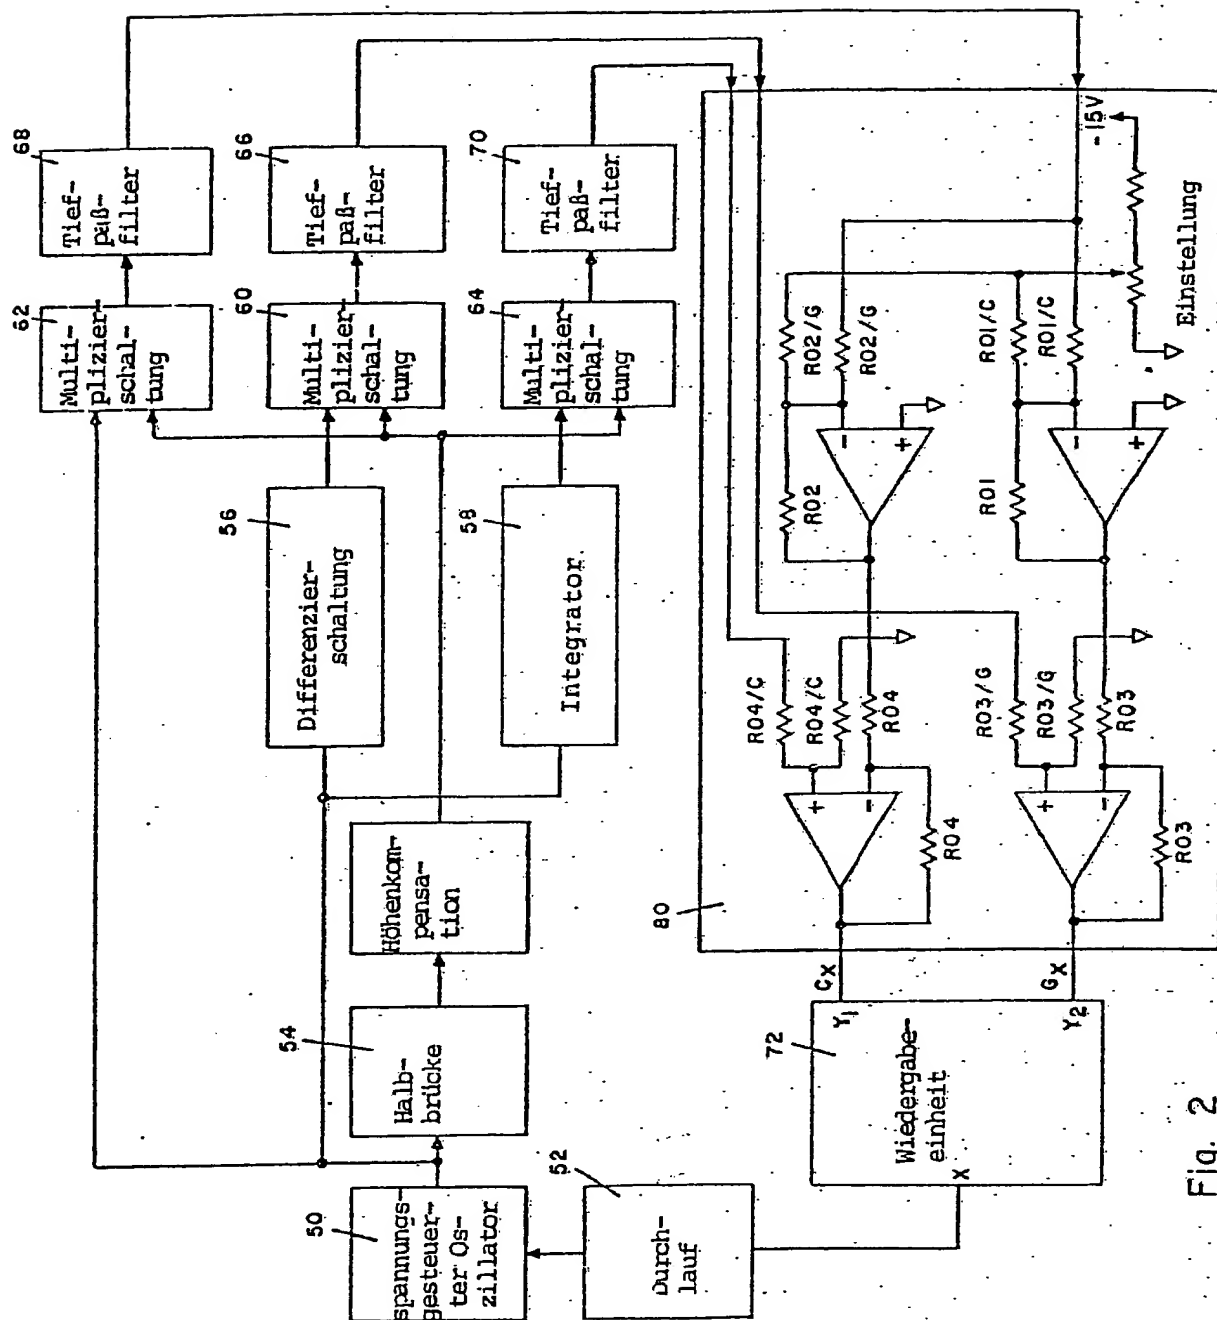 68
Tief-
paß-
filter
66
Tief-
paß-
filter
70
Tief-
paß-
filter
62
Multi-
plizier-
schal-
tung
60
Multi-
plizier-
schal-
tung
64
Multi-
plizier-
schal-
tung
56
Differenzier-
schaltung
58
Integrator
Höhenkom-
pensa-
tion
54
Halb-
brücke
50
spannungs-
gesteuer-
ter Os-
zillator
52
Durch-
lauf
72
Wiedergabe-
einheit
X
Y1
Y2
CX
GX
80
-15V
Einstellung
RO2/G
RO2/G
RO1/C
RO1/C
RO2
-
+
RO1
-
+
RO4/C
RO4/C
RO4
RO3/G
RO3/G
RO3
+
-
RO4
+
-
RO3
Fig. 2